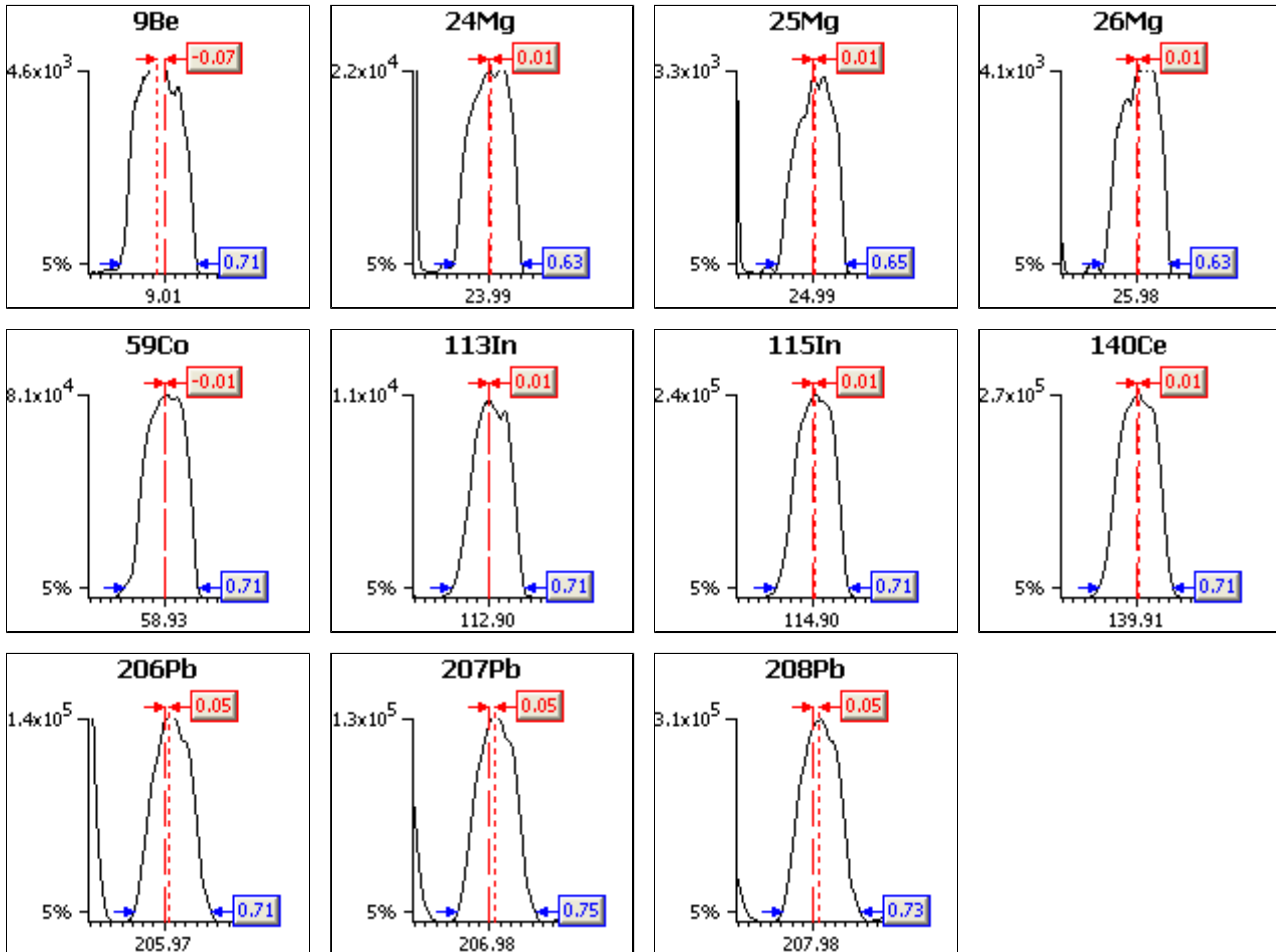 9Be
-0.07
4.6x10³
5%
0.71
9.01
24Mg
0.01
2.2x10⁴
5%
0.63
23.99
25Mg
0.01
3.3x10³
5%
0.65
24.99
26Mg
0.01
4.1x10³
5%
0.63
25.98
59Co
-0.01
8.1x10⁴
5%
0.71
58.93
113In
0.01
1.1x10⁴
5%
0.71
112.90
115In
0.01
2.4x10⁵
5%
0.71
114.90
140Ce
0.01
2.7x10⁵
5%
0.71
139.91
206Pb
0.05
1.4x10⁵
5%
0.71
205.97
207Pb
0.05
1.3x10⁵
5%
0.75
206.98
208Pb
0.05
3.1x10⁵
5%
0.73
207.98